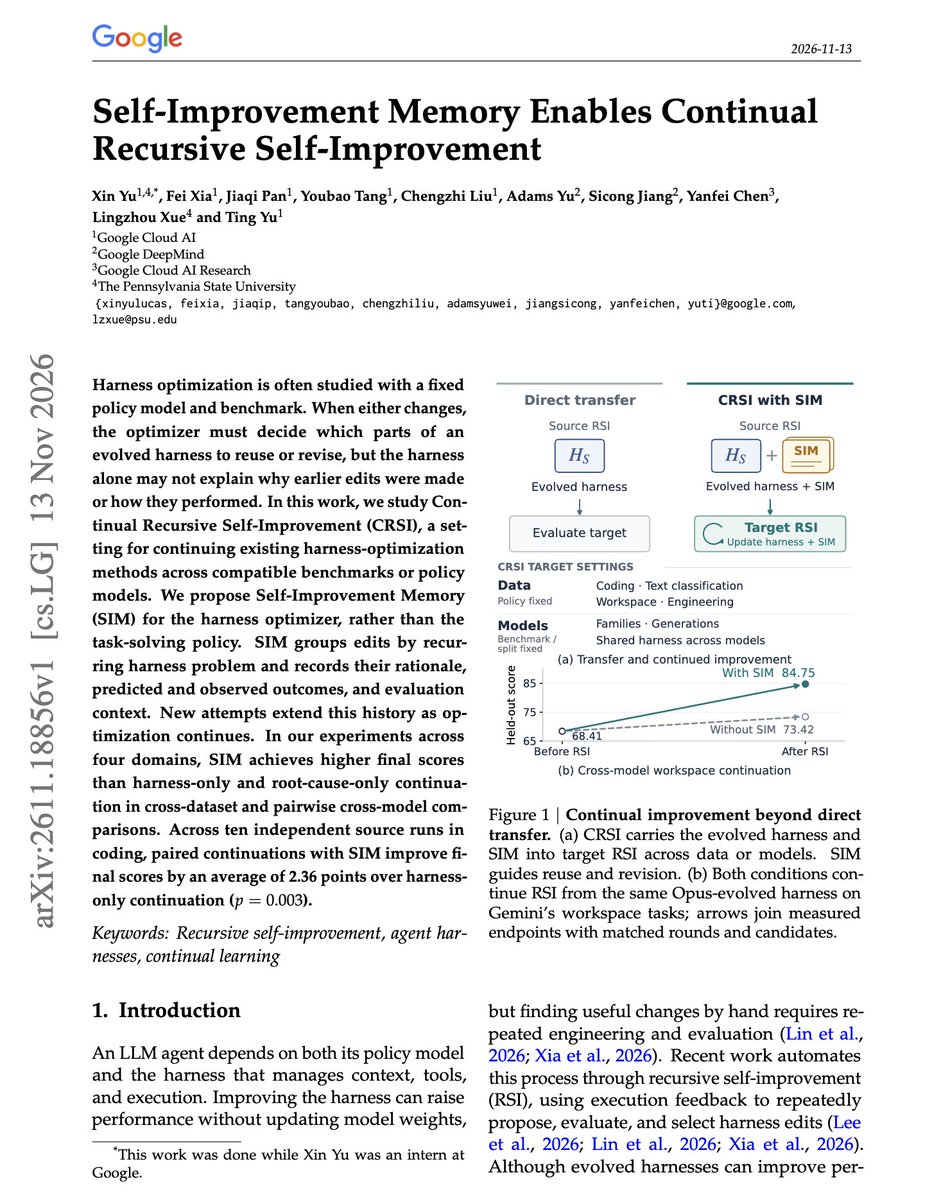 Google
2026-11-13
Self-Improvement Memory Enables Continual
Recursive Self-Improvement
Xin Yu1,4,*, Fei Xia1, Jiaqi Pan1, Youbao Tang1, Chengzhi Liu1, Adams Yu2, Sicong Jiang2, Yanfei Chen3,
Lingzhou Xue4 and Ting Yu1
1Google Cloud AI
2Google DeepMind
3Google Cloud AI Research
4The Pennsylvania State University
{xinyulucas, feixia, jiaqip, tangyoubao, chengzhiliu, adamsyuwei, jiangsicong, yanfeichen, yuti}@google.com,
lzxue@psu.edu
arXiv:2611.18856v1 [cs.LG] 13 Nov 2026
Harness optimization is often studied with a fixed
policy model and benchmark. When either changes,
the optimizer must decide which parts of an
evolved harness to reuse or revise, but the harness
alone may not explain why earlier edits were made
or how they performed. In this work, we study Con-
tinual Recursive Self-Improvement (CRSI), a set-
ting for continuing existing harness-optimization
methods across compatible benchmarks or policy
models. We propose Self-Improvement Memory
(SIM) for the harness optimizer, rather than the
task-solving policy. SIM groups edits by recur-
ring harness problem and records their rationale,
predicted and observed outcomes, and evaluation
context. New attempts extend this history as op-
timization continues. In our experiments across
four domains, SIM achieves higher final scores
than harness-only and root-cause-only continua-
tion in cross-dataset and pairwise cross-model com-
parisons. Across ten independent source runs in
coding, paired continuations with SIM improve fi-
nal scores by an average of 2.36 points over harness-
only continuation (p = 0.003).
Keywords: Recursive self-improvement, agent har-
nesses, continual learning
1. Introduction
An LLM agent depends on both its policy model
and the harness that manages context, tools,
and execution. Improving the harness can raise
performance without updating model weights,
*This work was done while Xin Yu was an intern at
Google.
Direct transfer
Source RSI
HS
Evolved harness
Evaluate target
CRSI with SIM
Source RSI
HS + SIM
Evolved harness + SIM
Target RSI
Update harness + SIM
CRSI TARGET SETTINGS
Data
Policy fixed
Coding · Text classification
Workspace · Engineering
Models
Benchmark /
split fixed
Families · Generations
Shared harness across models
(a) Transfer and continued improvement
Held-out score
85
75
65
With SIM 84.75
Without SIM 73.42
68.41
Before RSI
After RSI
(b) Cross-model workspace continuation
Figure 1 | Continual improvement beyond direct
transfer. (a) CRSI carries the evolved harness and
SIM into target RSI across data or models. SIM
guides reuse and revision. (b) Both conditions con-
tinue RSI from the same Opus-evolved harness on
Gemini's workspace tasks; arrows join measured
endpoints with matched rounds and candidates.
but finding useful changes by hand requires re-
peated engineering and evaluation (Lin et al.,
2026; Xia et al., 2026). Recent work automates
this process through recursive self-improvement
(RSI), using execution feedback to repeatedly
propose, evaluate, and select harness edits (Lee
et al., 2026; Lin et al., 2026; Xia et al., 2026).
Although evolved harnesses can improve per-